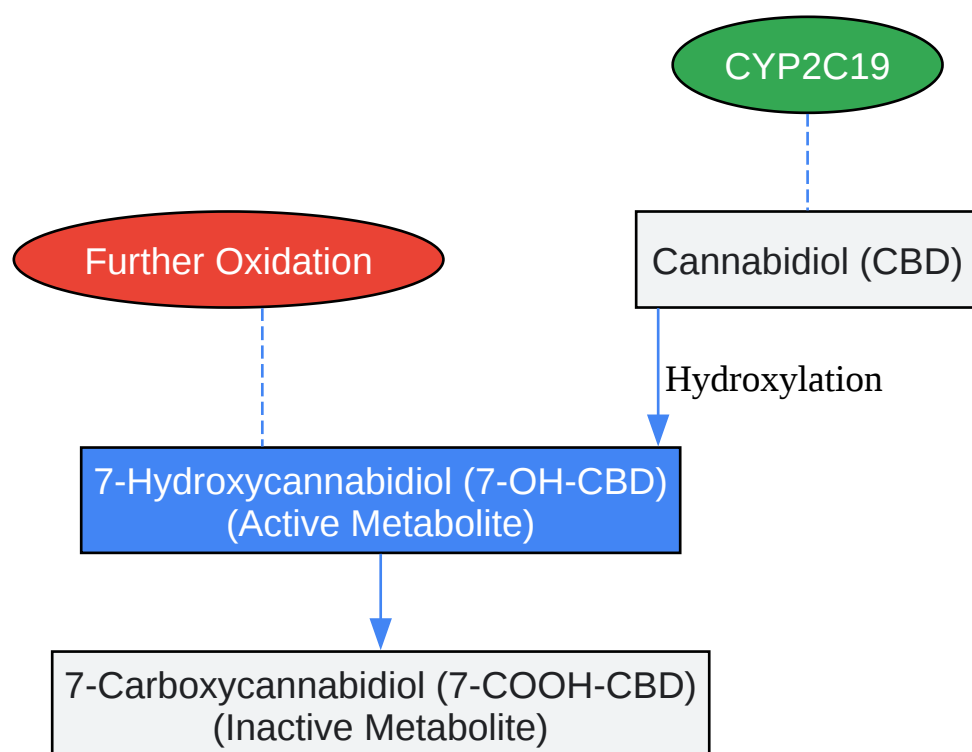 CYP2C19
Further Oxidation
Cannabidiol (CBD)
Hydroxylation
7-Hydroxycannabidiol (7-OH-CBD)
(Active Metabolite)
7-Carboxycannabidiol (7-COOH-CBD)
(Inactive Metabolite)